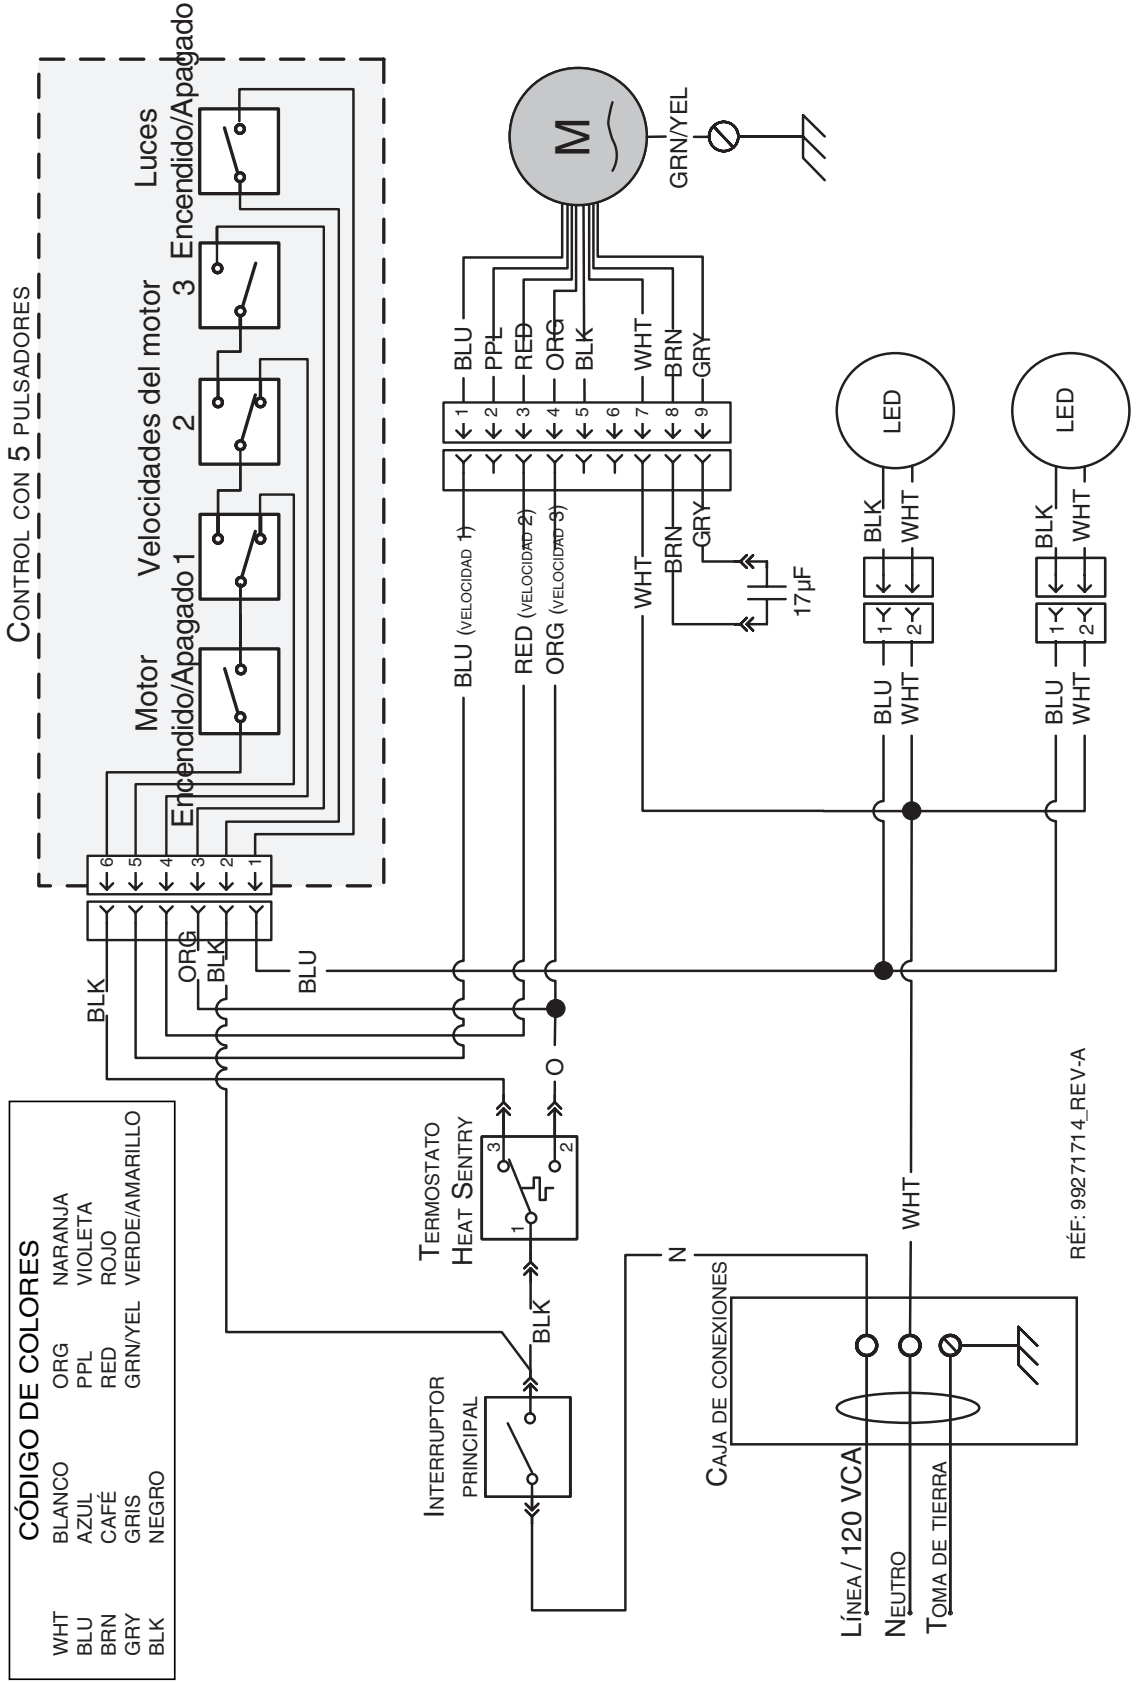 CÓDIGO DE COLORES
WHT BLANCO ORG NARANJA
BLU AZUL PPL VIOLETA
BRN CAFÉ RED ROJO
GRY GRIS GRN/YEL VERDE/AMARILLO
BLK NEGRO
CONTROL CON 5 PULSADORES
Motor
Encendido/Apagado
Velocidades del motor
1
2
3
Luces
Encendido/Apagado
6
5
4
3
2
1
BLK
ORG
BLK
BLU
BLU (VELOCIDAD 1)
RED (VELOCIDAD 2)
ORG (VELOCIDAD 3)
WHT
BRN
GRY
17µF
1
2
3
4
5
6
7
8
9
BLU
PPL
RED
ORG
BLK
WHT
BRN
GRY
M
GRN/YEL
TERMOSTATO
HEAT SENTRY
1
3
2
O
BLK
INTERRUPTOR
PRINCIPAL
N
CAJA DE CONEXIONES
LÍNEA / 120 VCA
NEUTRO
TOMA DE TIERRA
WHT
BLU
WHT
1
2
BLK
WHT
LED
BLU
WHT
1
2
BLK
WHT
LED
RÉF: 99271714_REV-A